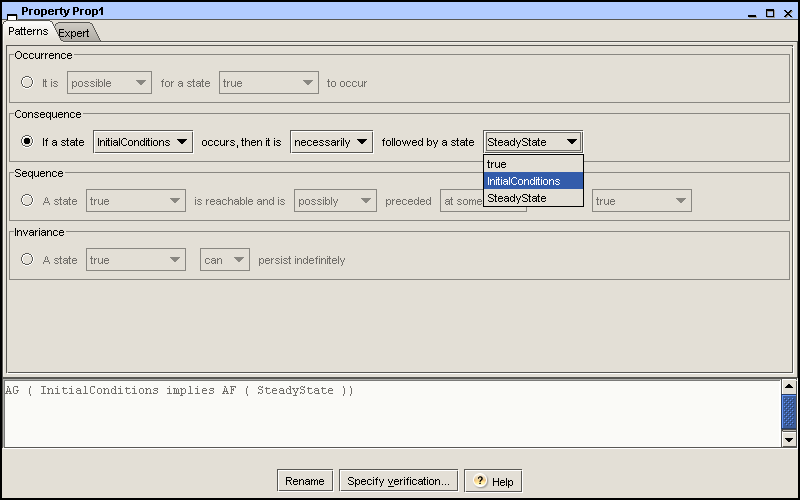 Property Prop1
Patterns Expert
Occurrence
It is possible for a state true to occur
Consequence
If a state InitialConditions occurs, then it is necessarily followed by a state SteadyState
true
InitialConditions
SteadyState
Sequence
A state true is reachable and is possibly preceded at some true
Invariance
A state true can persist indefinitely
AG ( InitialConditions implies AF ( SteadyState ))
Rename Specify verification... ? Help